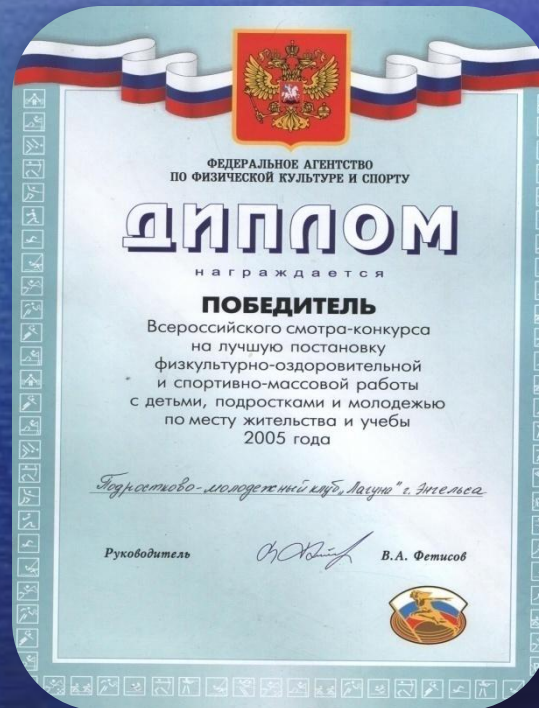 ФЕДЕРАЛЬНОЕ АГЕНТСТВО
ПО ФИЗИЧЕСКОЙ КУЛЬТУРЕ И СПОРТУ
ДИПЛОМ
награждается
ПОБЕДИТЕЛЬ
Всероссийского смотра-конкурса
на лучшую постановку
физкультурно-оздоровительной
и спортивно-массовой работы
с детьми, подростками и молодежью
по месту жительства и учебы
2005 года
Подростково-молодежный клуб „Лагуна" г. Энгельса
Руководитель В.А. Фетисов